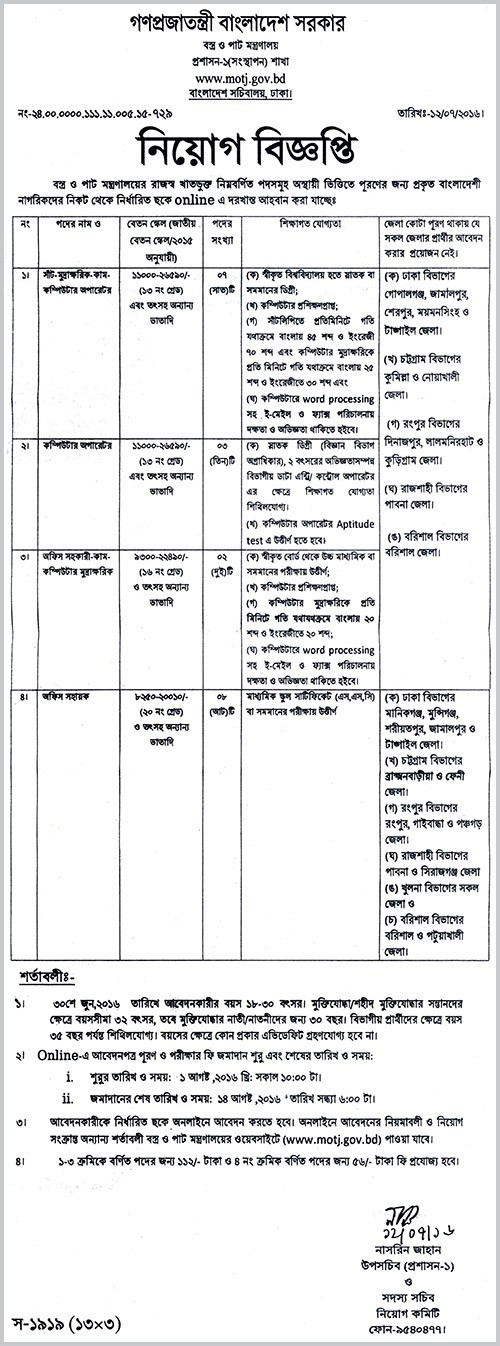 গণপ্রজাতন্ত্রী বাংলাদেশ সরকার
বস্ত্র ও পাট মন্ত্রণালয়
প্রশাসন-১(সংস্থাপন) শাখা
www.motj.gov.bd
বাংলাদেশ সচিবালয়, ঢাকা।
নং-২৪.০০.০০০০.১১১.১১.০০৫.১৫-৭২৯
তারিখঃ-১২/০৭/২০১৬।
নিয়োগ বিজ্ঞপ্তি
বস্ত্র ও পাট মন্ত্রণালয়ের রাজস্ব খাতভুক্ত নিম্নবর্ণিত পদসমূহ অস্থায়ী ভিত্তিতে পূরণের জন্য প্রকৃত বাংলাদেশী
নাগরিকদের নিকট থেকে নির্ধারিত ছকে online এ দরখাস্ত আহবান করা যাচ্ছেঃ
নং
পদের নাম ও
বেতন স্কেল (জাতীয়
বেতন স্কেল/২০১৫
অনুযায়ী)
পদের
সংখ্যা
শিক্ষাগত যোগ্যতা
জেলা কোটা পূরণ থাকায় যে
সকল জেলার প্রার্থীর আবেদন
করার প্রয়োজন নেই।
১।
সাঁট-মুদ্রাক্ষরিক-কাম-
কম্পিউটার অপারেটর
১১০০০-২৬৫৯০/-
(১৩ নং গ্রেড)
এবং তৎসহ অন্যান্য
ভাতাদি
০৭
(সাত)টি
(ক) স্বীকৃত বিশ্ববিদ্যালয় হতে স্নাতক বা
সমমানের ডিগ্রী;
(খ) কম্পিউটার প্রশিক্ষণপ্রাপ্ত;
(গ) সাঁটলিপিতে প্রতিমিনিটে গতি
যথাক্রমে বাংলায় ৪৫ শব্দ ও ইংরেজী
৭০ শব্দ এবং কম্পিউটার মুদ্রাক্ষরিকে
প্রতি মিনিটে গতি যথাক্রমে বাংলায় ২৫
শব্দ ও ইংরেজীতে ৩০ শব্দ এবং
(ঘ) কম্পিউটারে word processing
সহ ই-মেইল ও ফ্যাক্স পরিচালনায়
দক্ষতা ও অভিজ্ঞতা থাকিতে হইবে।
(ক) ঢাকা বিভাগের
গোপালগঞ্জ, জামালপুর,
শেরপুর, ময়মনসিংহ ও
টাঙ্গাইল জেলা।
(খ) চট্টগ্রাম বিভাগের
কুমিল্লা ও নোয়াখালী
জেলা।
(গ) রংপুর বিভাগের
দিনাজপুর, লালমনিরহাট ও
কুড়িগ্রাম জেলা।
(ঘ) রাজশাহী বিভাগের
পাবনা জেলা।
(ঙ) বরিশাল বিভাগের
বরিশাল জেলা।
২।
কম্পিউটার অপারেটর
১১০০০-২৬৫৯০/-
(১৩ নং গ্রেড)
এবং তৎসহ অন্যান্য
ভাতাদি
০৩
(তিন)টি
(ক) স্নাতক ডিগ্রী (বিজ্ঞান বিভাগ
অগ্রাধিকার), ২ বৎসরের অভিজ্ঞতাসম্পন্ন
বিভাগীয় ডাটা এন্ট্রি/ কন্ট্রোল অপারেটর
এর ক্ষেত্রে শিক্ষাগত যোগ্যতা
শিথিলযোগ্য।
(খ) কম্পিউটার অপারেটর Aptitude
test এ উত্তীর্ণ হতে হবে।
৩।
অফিস সহকারী-কাম-
কম্পিউটার মুদ্রাক্ষরিক
৯৩০০-২২৪৯০/-
(১৬ নং গ্রেড)
ও তৎসহ অন্যান্য
ভাতাদি
০২
(দুই)টি
(ক) স্বীকৃত বোর্ড থেকে উচ্চ মাধ্যমিক বা
সমমানের পরীক্ষায় উত্তীর্ণ;
(খ) কম্পিউটার প্রশিক্ষণপ্রাপ্ত;
(গ) কম্পিউটার মুদ্রাক্ষরিকে প্রতি
মিনিটে গতি যথাযথক্রমে বাংলায় ২০
শব্দ ও ইংরেজীতে ২০ শব্দ;
(ঘ) কম্পিউটারে word processing
সহ ই-মেইল ও ফ্যাক্স পরিচালনায়
দক্ষতা ও অভিজ্ঞতা থাকিতে হইবে।
৪।
অফিস সহায়ক
৮২৫০-২০০১০/-
(২০ নং গ্রেড)
ও তৎসহ অন্যান্য
ভাতাদি
০৮
(আট)টি
মাধ্যমিক স্কুল সার্টিফিকেট (এস,এস,সি)
বা সমমানের পরীক্ষায় উত্তীর্ণ
(ক) ঢাকা বিভাগের
মানিকগঞ্জ, মুন্সিগঞ্জ,
শরীয়তপুর, জামালপুর ও
টাঙ্গাইল জেলা।
(খ) চট্টগ্রাম বিভাগের
ব্রাহ্মনবাড়ীয়া ও ফেনী
জেলা।
(গ) রংপুর বিভাগের
রংপুর, গাইবান্ধা ও পঞ্চগড়
জেলা।
(ঘ) রাজশাহী বিভাগের
পাবনা ও সিরাজগঞ্জ জেলা
(ঙ) খুলনা বিভাগের সকল
জেলা ও
(চ) বরিশাল বিভাগের
বরিশাল ও পটুয়াখালী
জেলা।
শর্তাবলীঃ-
১। ৩০শে জুন,২০১৬ তারিখে আবেদনকারীর বয়স ১৮-৩০ বৎসর। মুক্তিযোদ্ধা/শহীদ মুক্তিযোদ্ধার সন্তানদের
ক্ষেত্রে বয়সসীমা ৩২ বৎসর, তবে মুক্তিযোদ্ধার নাতী/নাতনীদের জন্য ৩০ বছর। বিভাগীয় প্রার্থীদের ক্ষেত্রে বয়স
৩৫ বছর পর্যন্ত শিথিলযোগ্য। বয়সের ক্ষেত্রে কোন প্রকার এভিডেফিট গ্রহণযোগ্য হবে না।
২। Online-এ আবেদনপত্র পূরণ ও পরীক্ষার ফি জমাদান শুরু এবং শেষের তারিখ ও সময়:
i. শুরুর তারিখ ও সময়: ১ আগষ্ট ,২০১৬ খ্রি: সকাল ১০:০০ টা।
ii. জমাদানের শেষ তারিখ ও সময়: ১৪ আগষ্ট ,২০১৬ তারিখ সন্ধ্যা ৬:০০ টা।
৩। আবেদনকারীকে নির্ধারিত ছকে অনলাইনে আবেদন করতে হবে। অনলাইনে আবেদনের নিয়মাবলী ও নিয়োগ
সংক্রান্ত অন্যান্য শর্তাবলী বস্ত্র ও পাট মন্ত্রণালয়ের ওয়েবসাইটে (www.motj.gov.bd) পাওয়া যাবে।
৪। ১-৩ ক্রমিকে বর্ণিত পদের জন্য ১১২/- টাকা ও ৪ নং ক্রমিক বর্ণিত পদের জন্য ৫৬/- টাকা ফি প্রযোজ্য হবে।
১২/০৭/১৬
নাসরিন জাহান
উপসচিব (প্রশাসন-১)
ও
সদস্য সচিব
নিয়োগ কমিটি
ফোন-৯৫৪০৪৭৭।
স-১৯১৯ (১৩×৩)